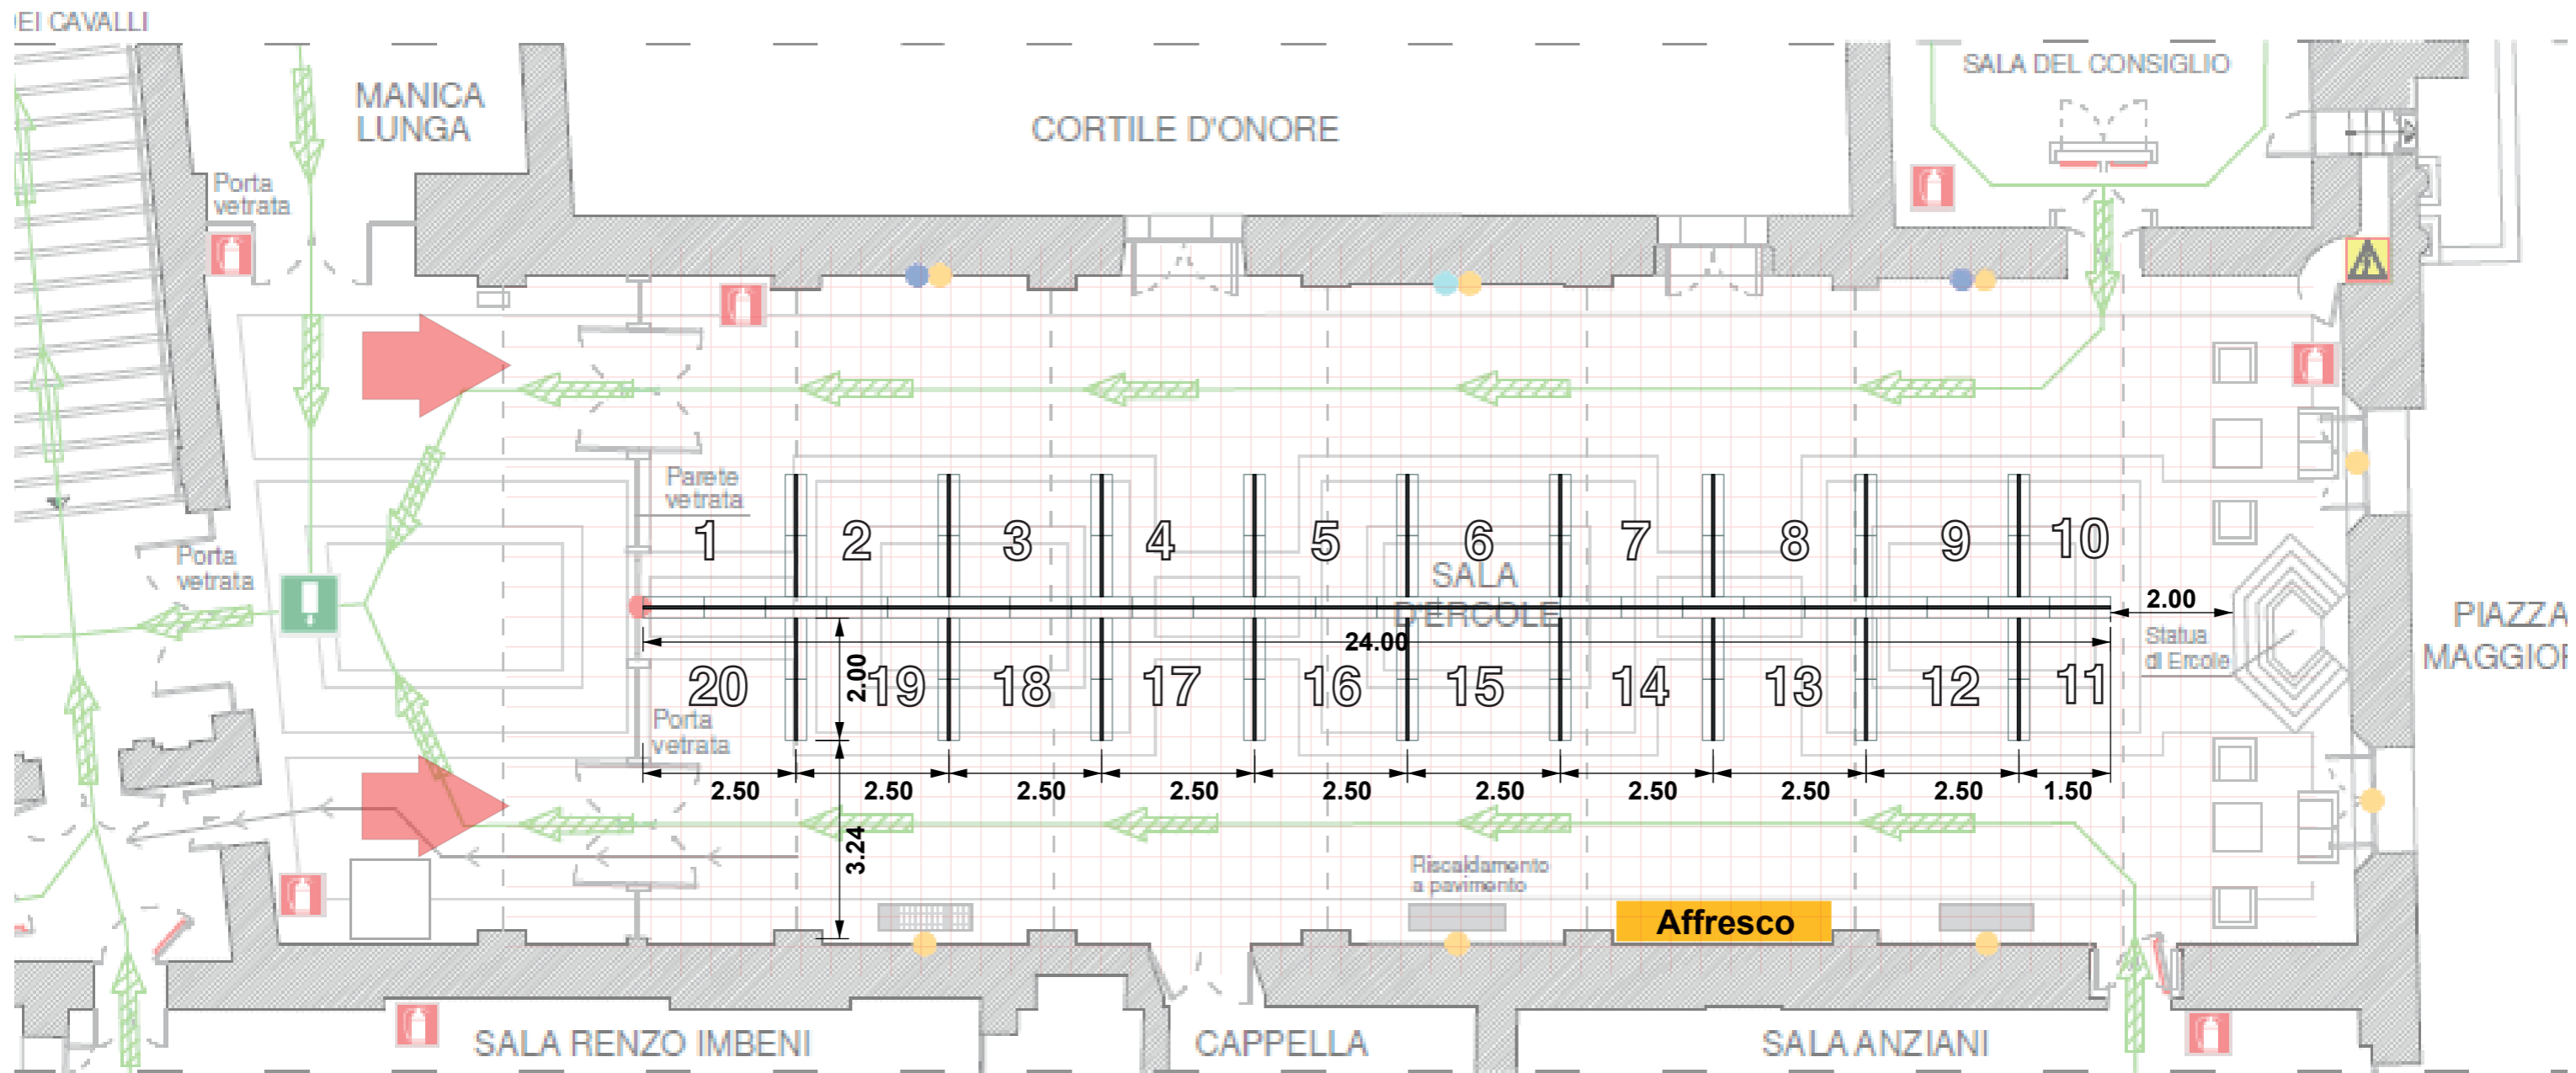 EI CAVALLI
MANICA
LUNGA
CORTILE D'ONORE
SALA DEL CONSIGLIO
Porta
vetrata
Parete
vetrata
Porta
vetrata
1
2
3
4
5
6
7
8
9
10
SALA
D'ERCOLE
2.00
24.00
Statua
di Ercole
PIAZZA
MAGGIOR
2.00
20
19
18
17
16
15
14
13
12
11
Porta
vetrata
2.50
2.50
2.50
2.50
2.50
2.50
2.50
2.50
2.50
1.50
3.24
Riscaldamento
a pavimento
Affresco
SALA RENZO IMBENI
CAPPELLA
SALA ANZIANI